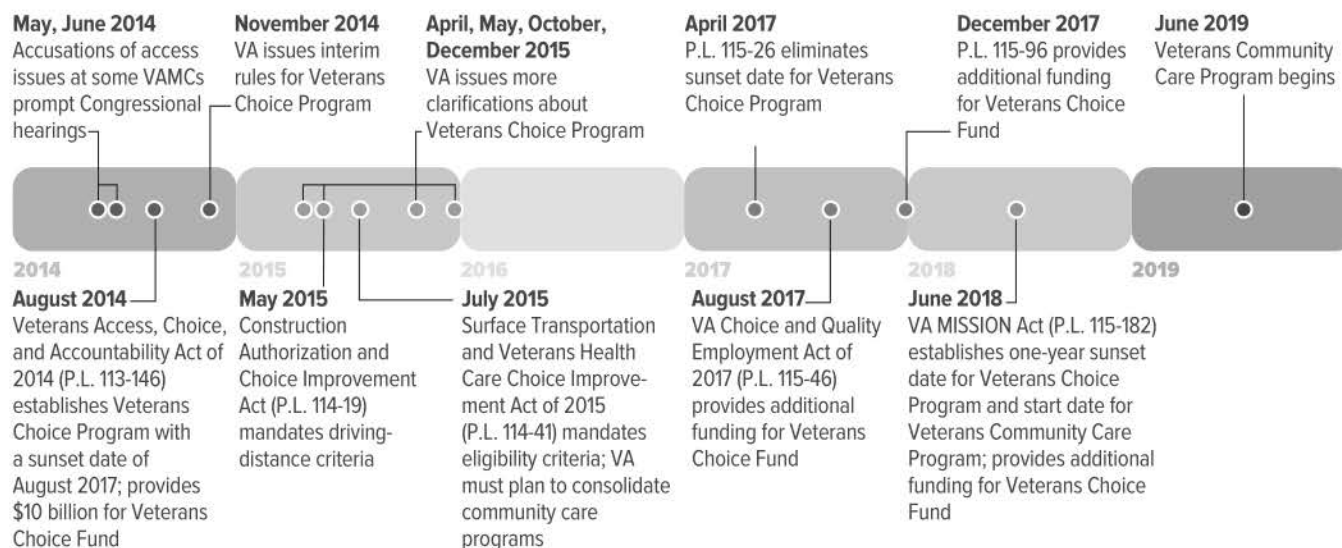 May, June 2014
Accusations of access
issues at some VAMCs
prompt Congressional
hearings
November 2014
VA issues interim
rules for Veterans
Choice Program
April, May, October,
December 2015
VA issues more
clarifications about
Veterans Choice Program
April 2017
P.L. 115-26 eliminates
sunset date for Veterans
Choice Program
December 2017
P.L. 115-96 provides
additional funding
for Veterans Choice
Fund
June 2019
Veterans Community
Care Program begins
2014
2015
2016
2017
2018
2019
August 2014
Veterans Access, Choice,
and Accountability Act of
2014 (P.L. 113-146)
establishes Veterans
Choice Program with
a sunset date of
August 2017; provides
$10 billion for Veterans
Choice Fund
May 2015
Construction
Authorization and
Choice Improvement
Act (P.L. 114-19)
mandates driving-
distance criteria
July 2015
Surface Transportation
and Veterans Health
Care Choice Improve-
ment Act of 2015
(P.L. 114-41) mandates
eligibility criteria; VA
must plan to consolidate
community care
programs
August 2017
VA Choice and Quality
Employment Act of
2017 (P.L. 115-46)
provides additional
funding for Veterans
Choice Fund
June 2018
VA MISSION Act (P.L. 115-182)
establishes one-year sunset
date for Veterans Choice
Program and start date for
Veterans Community Care
Program; provides additional
funding for Veterans Choice
Fund